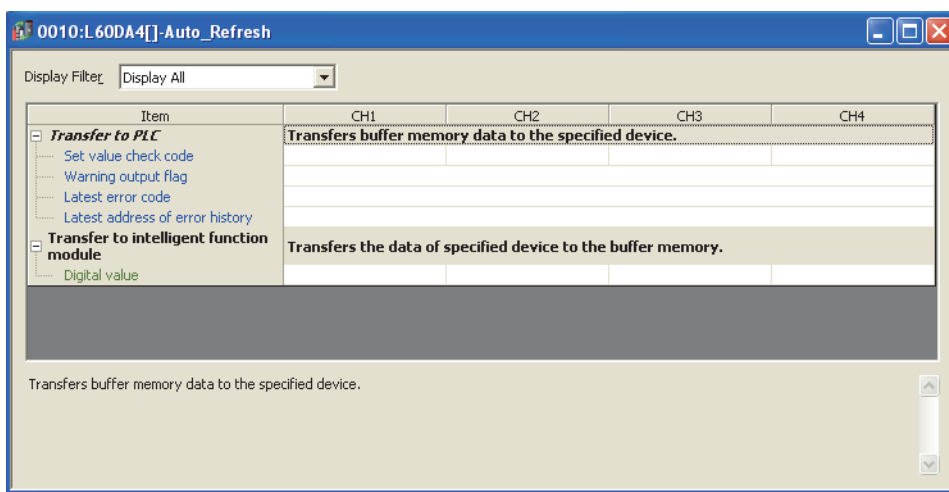 0010:L60DA4[]-Auto_Refresh
Display Filter Display All
Item CH1 CH2 CH3 CH4
Transfer to PLC Transfers buffer memory data to the specified device.
Set value check code
Warning output flag
Latest error code
Latest address of error history
Transfer to intelligent function
module
Transfers the data of specified device to the buffer memory.
Digital value
Transfers buffer memory data to the specified device.